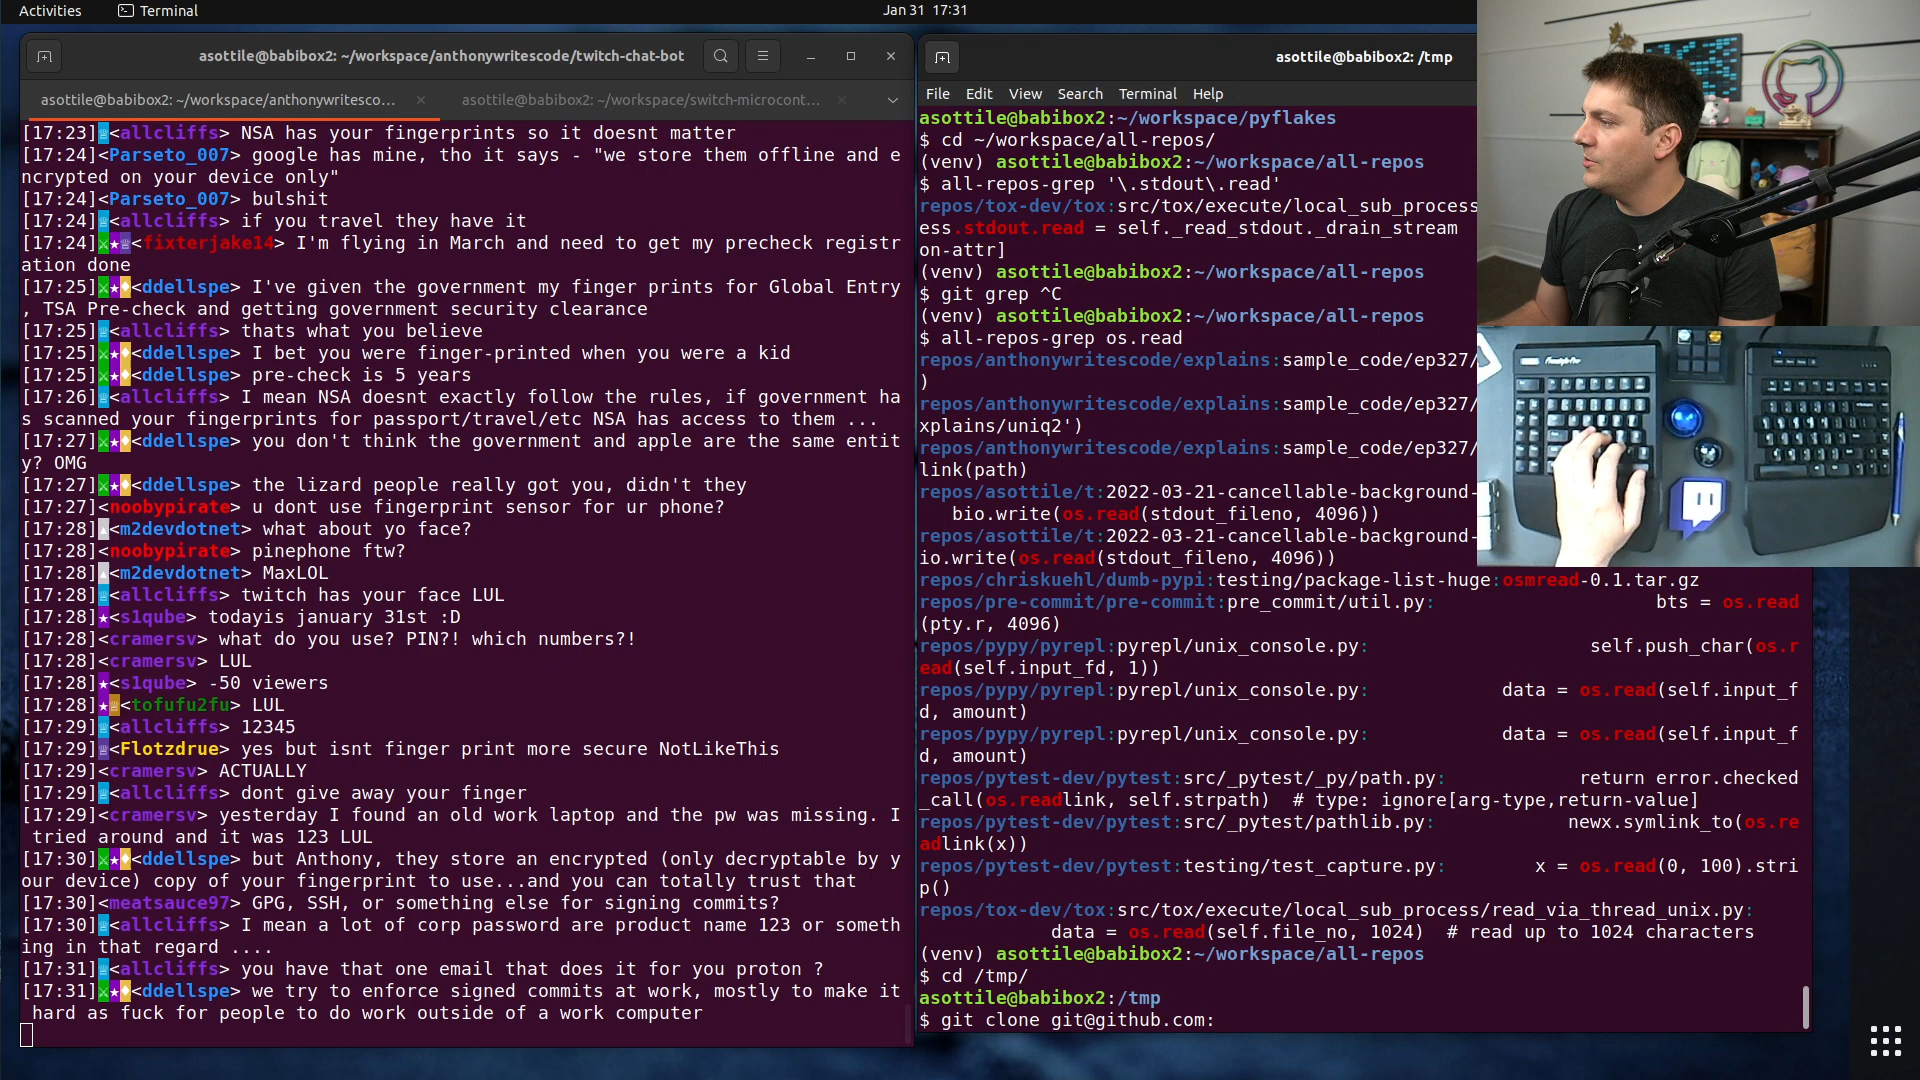 Activities
Terminal
Jan 31 17:31
asottile@babibox2: ~/workspace/anthonywritescode/twitch-chat-bot
asottile@babibox2: ~/workspace/anthonywritesco…
asottile@babibox2: ~/workspace/switch-microcont…
[17:23]<allcliffs> NSA has your fingerprints so it doesnt matter
[17:24]<Parseto_007> google has mine, tho it says - "we store them offline and e
ncrypted on your device only"
[17:24]<Parseto_007> bulshit
[17:24]<allcliffs> if you travel they have it
[17:24]<fixterjake14> I'm flying in March and need to get my precheck registr
ation done
[17:25]<ddellspe> I've given the government my finger prints for Global Entry
, TSA Pre-check and getting government security clearance
[17:25]<allcliffs> thats what you believe
[17:25]<ddellspe> I bet you were finger-printed when you were a kid
[17:25]<ddellspe> pre-check is 5 years
[17:26]<allcliffs> I mean NSA doesnt exactly follow the rules, if government ha
s scanned your fingerprints for passport/travel/etc NSA has access to them ...
[17:27]<ddellspe> you don't think the government and apple are the same entit
y? OMG
[17:27]<ddellspe> the lizard people really got you, didn't they
[17:27]<noobypirate> u dont use fingerprint sensor for ur phone?
[17:28]<m2devdotnet> what about yo face?
[17:28]<noobypirate> pinephone ftw?
[17:28]<m2devdotnet> MaxLOL
[17:28]<allcliffs> twitch has your face LUL
[17:28]<s1qube> todayis january 31st :D
[17:28]<cramersv> what do you use? PIN?! which numbers?!
[17:28]<cramersv> LUL
[17:28]<s1qube> -50 viewers
[17:28]<tofufu2fu> LUL
[17:29]<allcliffs> 12345
[17:29]<Flotzdrue> yes but isnt finger print more secure NotLikeThis
[17:29]<cramersv> ACTUALLY
[17:29]<allcliffs> dont give away your finger
[17:29]<cramersv> yesterday I found an old work laptop and the pw was missing. I
 tried around and it was 123 LUL
[17:30]<ddellspe> but Anthony, they store an encrypted (only decryptable by y
our device) copy of your fingerprint to use...and you can totally trust that
[17:30]<meatsauce97> GPG, SSH, or something else for signing commits?
[17:30]<allcliffs> I mean a lot of corp password are product name 123 or someth
ing in that regard ....
[17:31]<allcliffs> you have that one email that does it for you proton ?
[17:31]<ddellspe> we try to enforce signed commits at work, mostly to make it
 hard as fuck for people to do work outside of a work computer
asottile@babibox2: /tmp
File Edit View Search Terminal Help
asottile@babibox2:~/workspace/pyflakes
$ cd ~/workspace/all-repos/
(venv) asottile@babibox2:~/workspace/all-repos
$ all-repos-grep '\.stdout\.read'
repos/tox-dev/tox:src/tox/execute/local_sub_process
ess.stdout.read = self._read_stdout._drain_stream
on-attr]
(venv) asottile@babibox2:~/workspace/all-repos
$ git grep ^C
(venv) asottile@babibox2:~/workspace/all-repos
$ all-repos-grep os.read
repos/anthonywritescode/explains:sample_code/ep327/
)
repos/anthonywritescode/explains:sample_code/ep327/
xplains/uniq2')
repos/anthonywritescode/explains:sample_code/ep327/
link(path)
repos/asottile/t:2022-03-21-cancellable-background-
   bio.write(os.read(stdout_fileno, 4096))
repos/asottile/t:2022-03-21-cancellable-background-
io.write(os.read(stdout_fileno, 4096))
repos/chriskuehl/dumb-pypi:testing/package-list-huge:osmread-0.1.tar.gz
repos/pre-commit/pre-commit:pre_commit/util.py: bts = os.read
(pty.r, 4096)
repos/pypy/pyrepl:pyrepl/unix_console.py: self.push_char(os.r
ead(self.input_fd, 1))
repos/pypy/pyrepl:pyrepl/unix_console.py: data = os.read(self.input_f
d, amount)
repos/pypy/pyrepl:pyrepl/unix_console.py: data = os.read(self.input_f
d, amount)
repos/pytest-dev/pytest:src/_pytest/_py/path.py: return error.checked
_call(os.readlink, self.strpath)  # type: ignore[arg-type,return-value]
repos/pytest-dev/pytest:src/_pytest/pathlib.py: newx.symlink_to(os.re
adlink(x))
repos/pytest-dev/pytest:testing/test_capture.py: x = os.read(0, 100).stri
p()
repos/tox-dev/tox:src/tox/execute/local_sub_process/read_via_thread_unix.py:
data = os.read(self.file_no, 1024)  # read up to 1024 characters
(venv) asottile@babibox2:~/workspace/all-repos
$ cd /tmp/
asottile@babibox2:/tmp
$ git clone git@github.com: